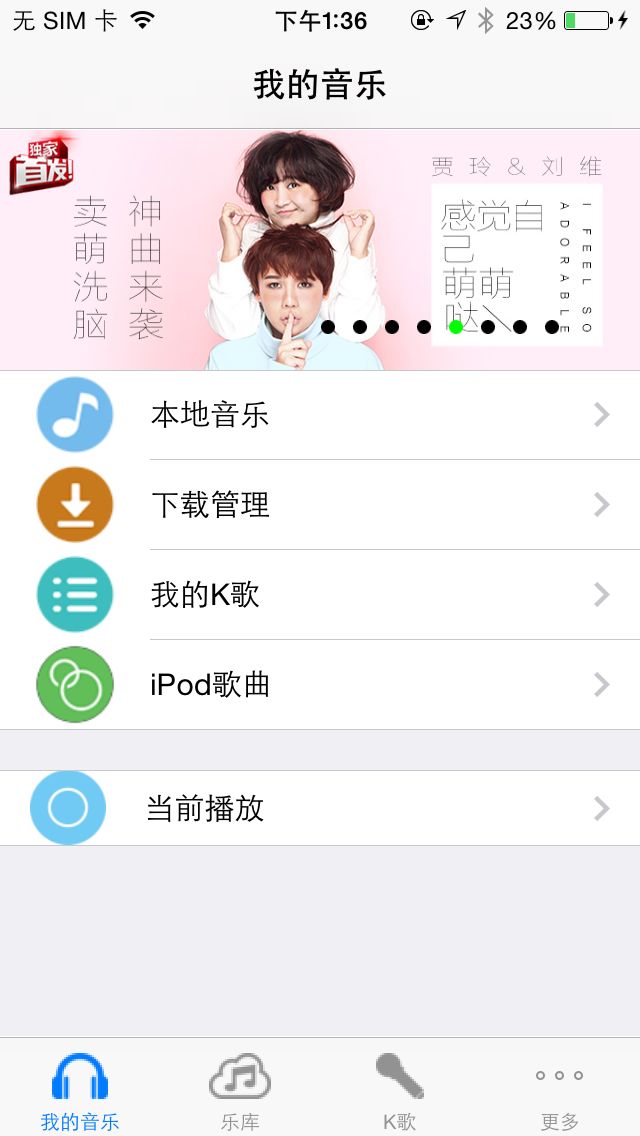 无 SIM 卡
下午1:36
23%
我的音乐
独家
首发!
神曲来袭
卖萌洗脑
贾玲&刘维
感觉自
己
萌萌
哒
I FEEL SO
ADORABLE
本地音乐
下载管理
我的K歌
iPod歌曲
当前播放
我的音乐
乐库
K歌
更多